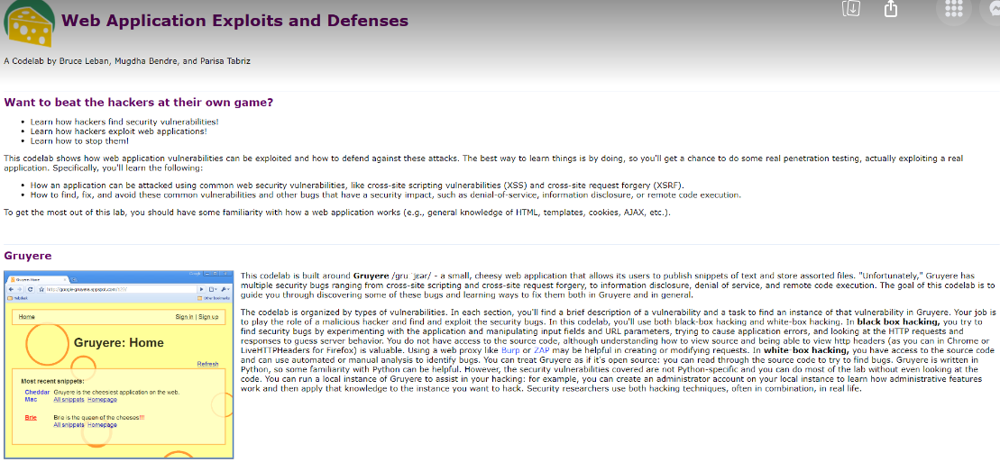 Web Application Exploits and Defenses
A Codelab by Bruce Leban, Mugdha Bendre, and Parisa Tabriz
Want to beat the hackers at their own game?
• Learn how hackers find security vulnerabilities!
• Learn how hackers exploit web applications!
• Learn how to stop them!
This codelab shows how web application vulnerabilities can be exploited and how to defend against these attacks. The best way to learn things is by doing, so you'll get a chance to do some real penetration testing, actually exploiting a real
application. Specifically, you'll learn the following:
• How an application can be attacked using common web security vulnerabilities, like cross-site scripting vulnerabilities (XSS) and cross-site request forgery (XSRF).
• How to find, fix, and avoid these common vulnerabilities and other bugs that have a security impact, such as denial-of-service, information disclosure, or remote code execution.
To get the most out of this lab, you should have some familiarity with how a web application works (e.g., general knowledge of HTML, templates, cookies, AJAX, etc.).
Gruyere
Gruyere Home
Home
Sign in | Sign up
Gruyere: Home
Refresh
Most recent snippets:
Cheddar Gruyere is the cheesiest application on the web.
Mac All snippets Homepage
Brie Brie is the queen of the cheeses!!!
All snippets Homepage
This codelab is built around Gruyere /ɡruːˈjɛər/ - a small, cheesy web application that allows its users to publish snippets of text and store assorted files. "Unfortunately," Gruyere has
multiple security bugs ranging from cross-site scripting and cross-site request forgery, to information disclosure, denial of service, and remote code execution. The goal of this codelab is to
guide you through discovering some of these bugs and learning ways to fix them both in Gruyere and in general.
The codelab is organized by types of vulnerabilities. In each section, you'll find a brief description of a vulnerability and a task to find an instance of that vulnerability in Gruyere. Your job is
to play the role of a malicious hacker and find and exploit the security bugs. In this codelab, you'll use both black-box hacking and white-box hacking. In black box hacking, you try to
find security bugs by experimenting with the application and manipulating input fields and URL parameters, trying to cause application errors, and looking at the HTTP requests and
responses to guess server behavior. You do not have access to the source code, although understanding how to view source and being able to view http headers (as you can in Chrome or
LiveHTTPHeaders for Firefox) is valuable. Using a web proxy like Burp or ZAP may be helpful in creating or modifying requests. In white-box hacking, you have access to the source code
and can use automated or manual analysis to identify bugs. You can treat Gruyere as if it's open source: you can read through the source code to try to find bugs. Gruyere is written in
Python, so some familiarity with Python can be helpful. However, the security vulnerabilities covered are not Python-specific and you can do most of the lab without even looking at the
code. You can run a local instance of Gruyere to assist in your hacking: for example, you can create an administrator account on your local instance to learn how administrative features
work and then apply that knowledge to the instance you want to hack. Security researchers use both hacking techniques, often in combination, in real life.